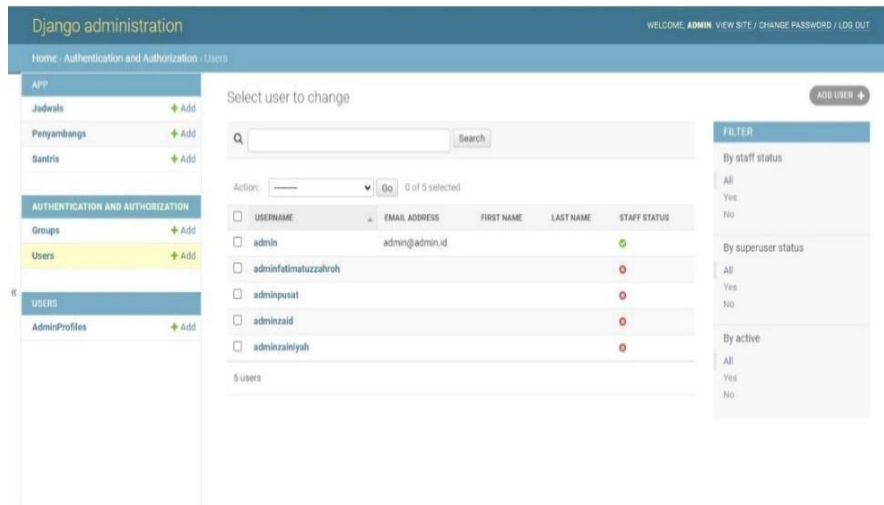 Django administration
WELCOME, ADMIN. VIEW SITE / CHANGE PASSWORD / LOG OUT
Home › Authentication and Authorization › Users
APP
Jadwals + Add
Penyambangs + Add
Santris + Add
AUTHENTICATION AND AUTHORIZATION
Groups + Add
Users + Add
«
USERS
AdminProfiles + Add
Select user to change
ADD USER +
Search
Action: --------- Go 0 of 5 selected
USERNAME EMAIL ADDRESS FIRST NAME LAST NAME STAFF STATUS
admin admin@admin.id
adminfatimatuzzahroh
adminpusat
adminzaid
adminzainiyah
5 users
FILTER
By staff status
All
Yes
No
By superuser status
All
Yes
No
By active
All
Yes
No